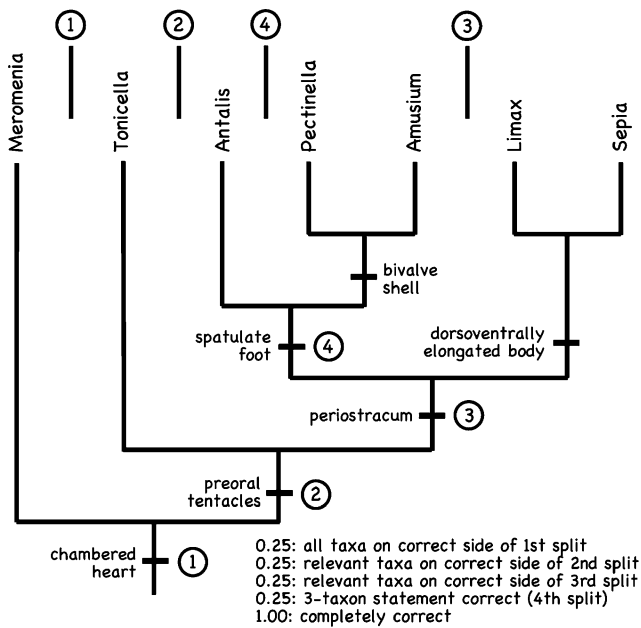 1
2
4
3
Meromenia
Tonicella
Antalis
Pectinella
Amusium
Limax
Sepia
bivalve
shell
spatulate
foot
4
dorsoventrally
elongated body
periostracum
3
preoral
tentacles
2
chambered
heart
1
0.25: all taxa on correct side of 1st split
0.25: relevant taxa on correct side of 2nd split
0.25: relevant taxa on correct side of 3rd split
0.25: 3-taxon statement correct (4th split)
1.00: completely correct